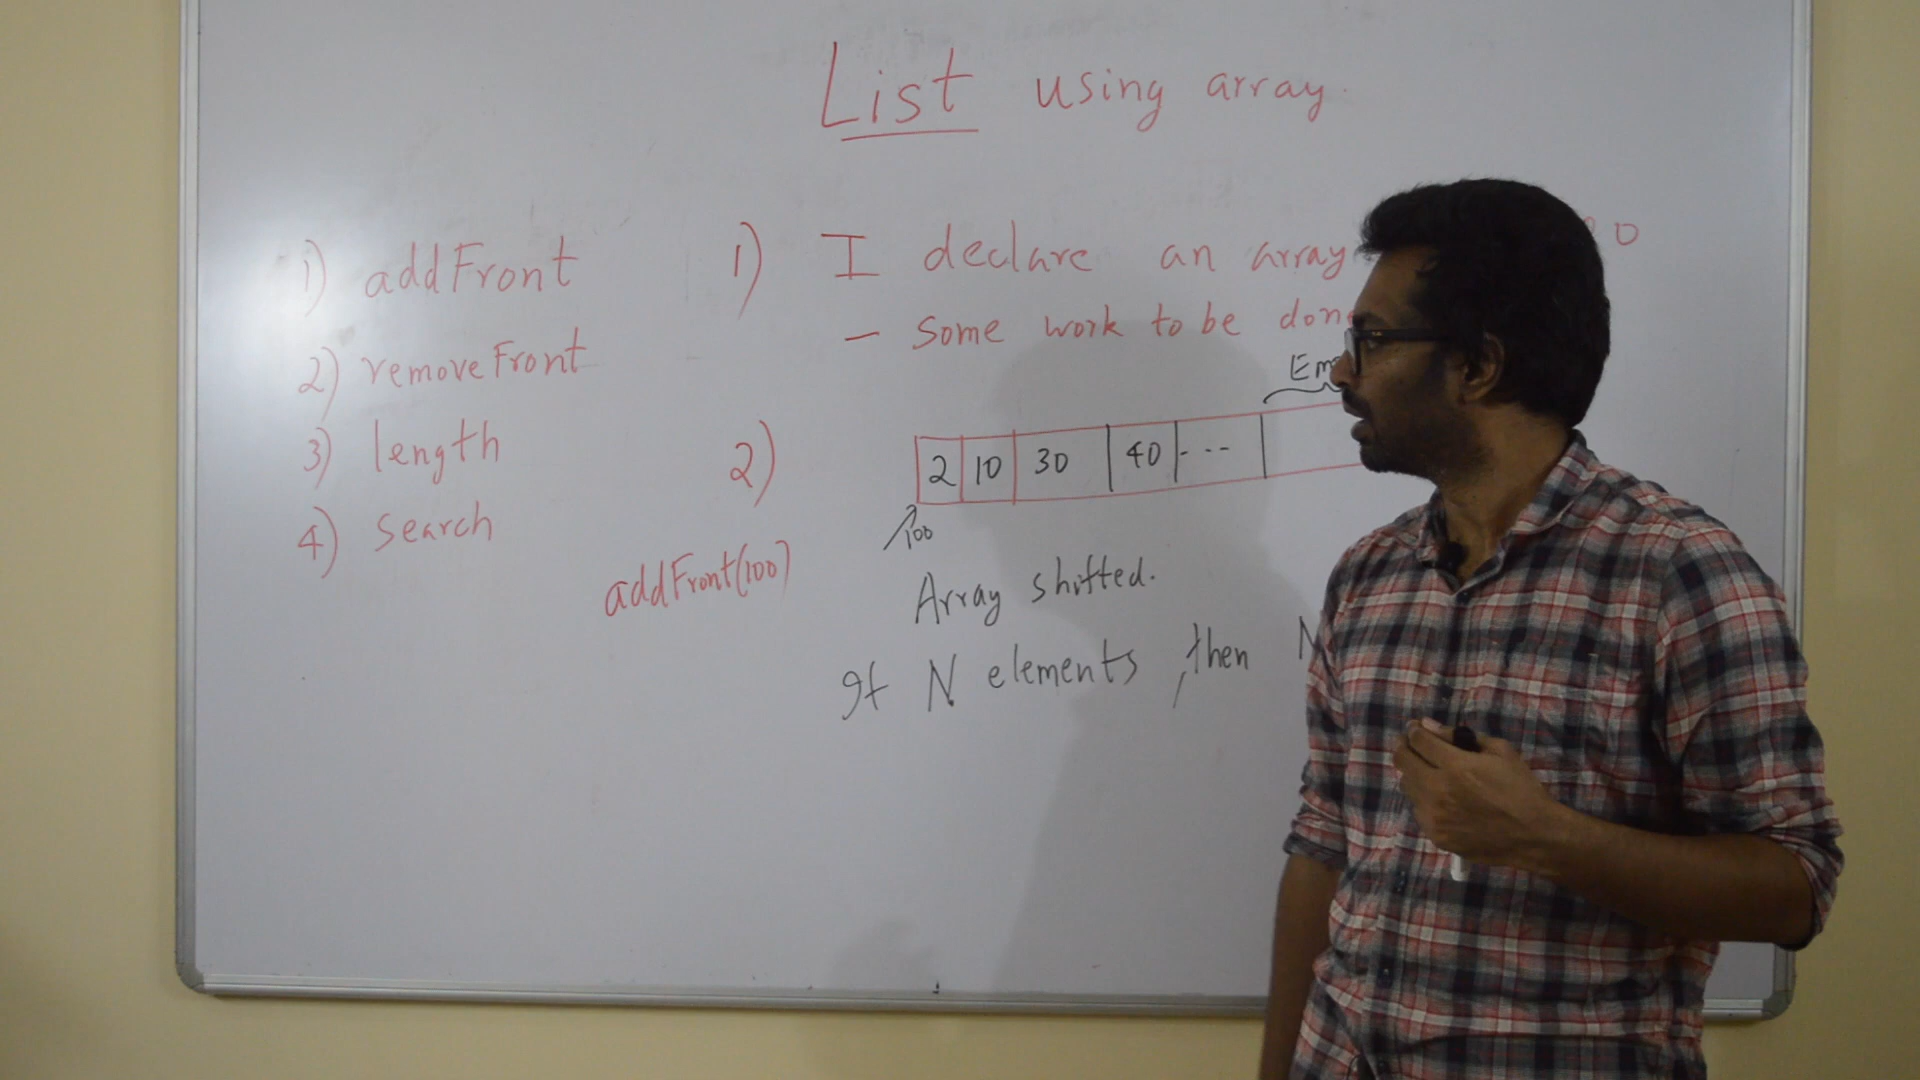 List using array.
1) addFront
2) removeFront
3) length
4) search
1) I declare an array
- some work to be done
2)
2 10 30 40 ---
100
addFront(100)
Array shifted.
If N elements, then N